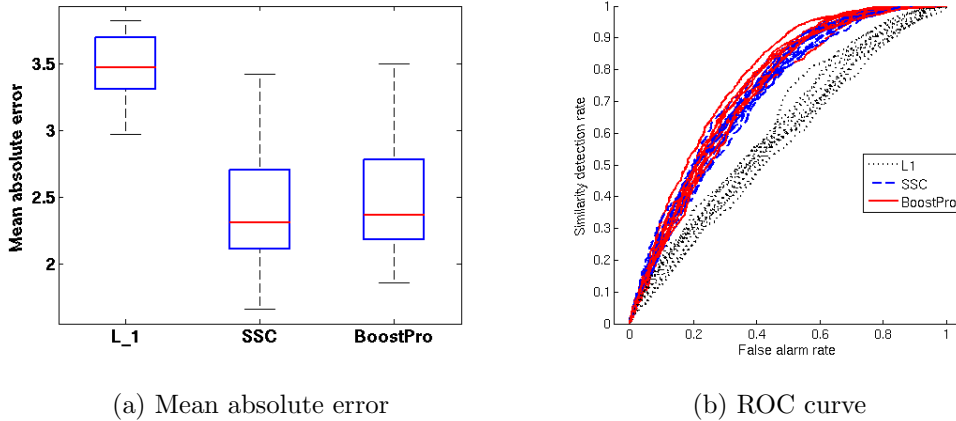 3.5
3
2.5
2
Mean absolute error
L_1
SSC
BoostPro
(a) Mean absolute error
1
0.9
0.8
0.7
0.6
0.5
0.4
0.3
0.2
0.1
0
Similarity detection rate
0
0.2
0.4
0.6
0.8
1
False alarm rate
L1
SSC
BoostPro
(b) ROC curve